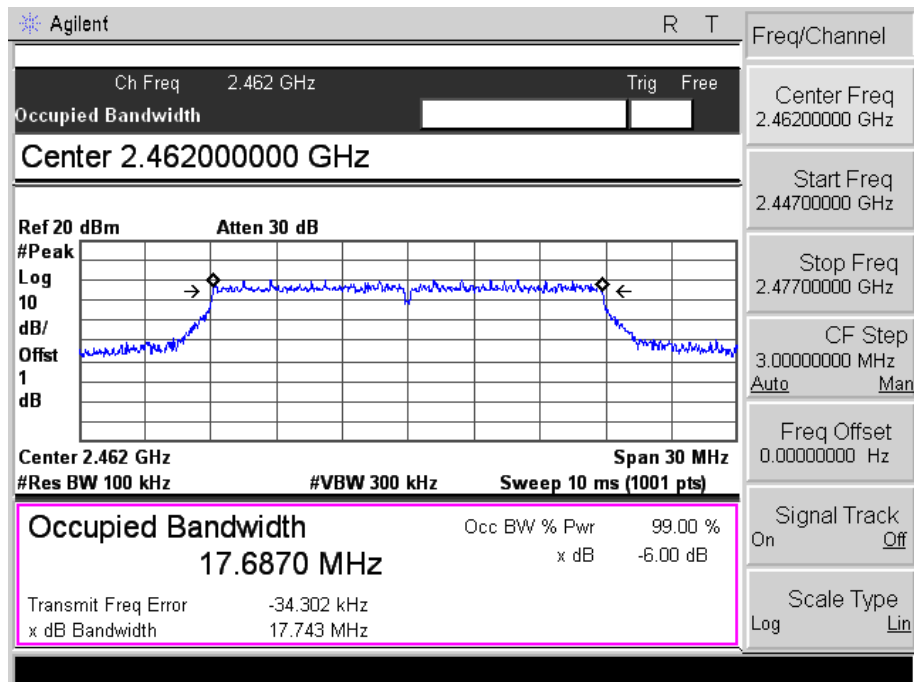 Agilent R T
Ch Freq 2.462 GHz Trig Free
Occupied Bandwidth
Center 2.462000000 GHz
Ref 20 dBm Atten 30 dB
#Peak
Log
10
dB/
Offst
1
dB
Center 2.462 GHz Span 30 MHz
#Res BW 100 kHz #VBW 300 kHz Sweep 10 ms (1001 pts)
Occupied Bandwidth Occ BW % Pwr 99.00 %
17.6870 MHz x dB -6.00 dB
Transmit Freq Error -34.302 kHz
x dB Bandwidth 17.743 MHz
Freq/Channel
Center Freq
2.46200000 GHz
Start Freq
2.44700000 GHz
Stop Freq
2.47700000 GHz
CF Step
3.00000000 MHz
Auto Man
Freq Offset
0.00000000 Hz
Signal Track
On Off
Scale Type
Log Lin